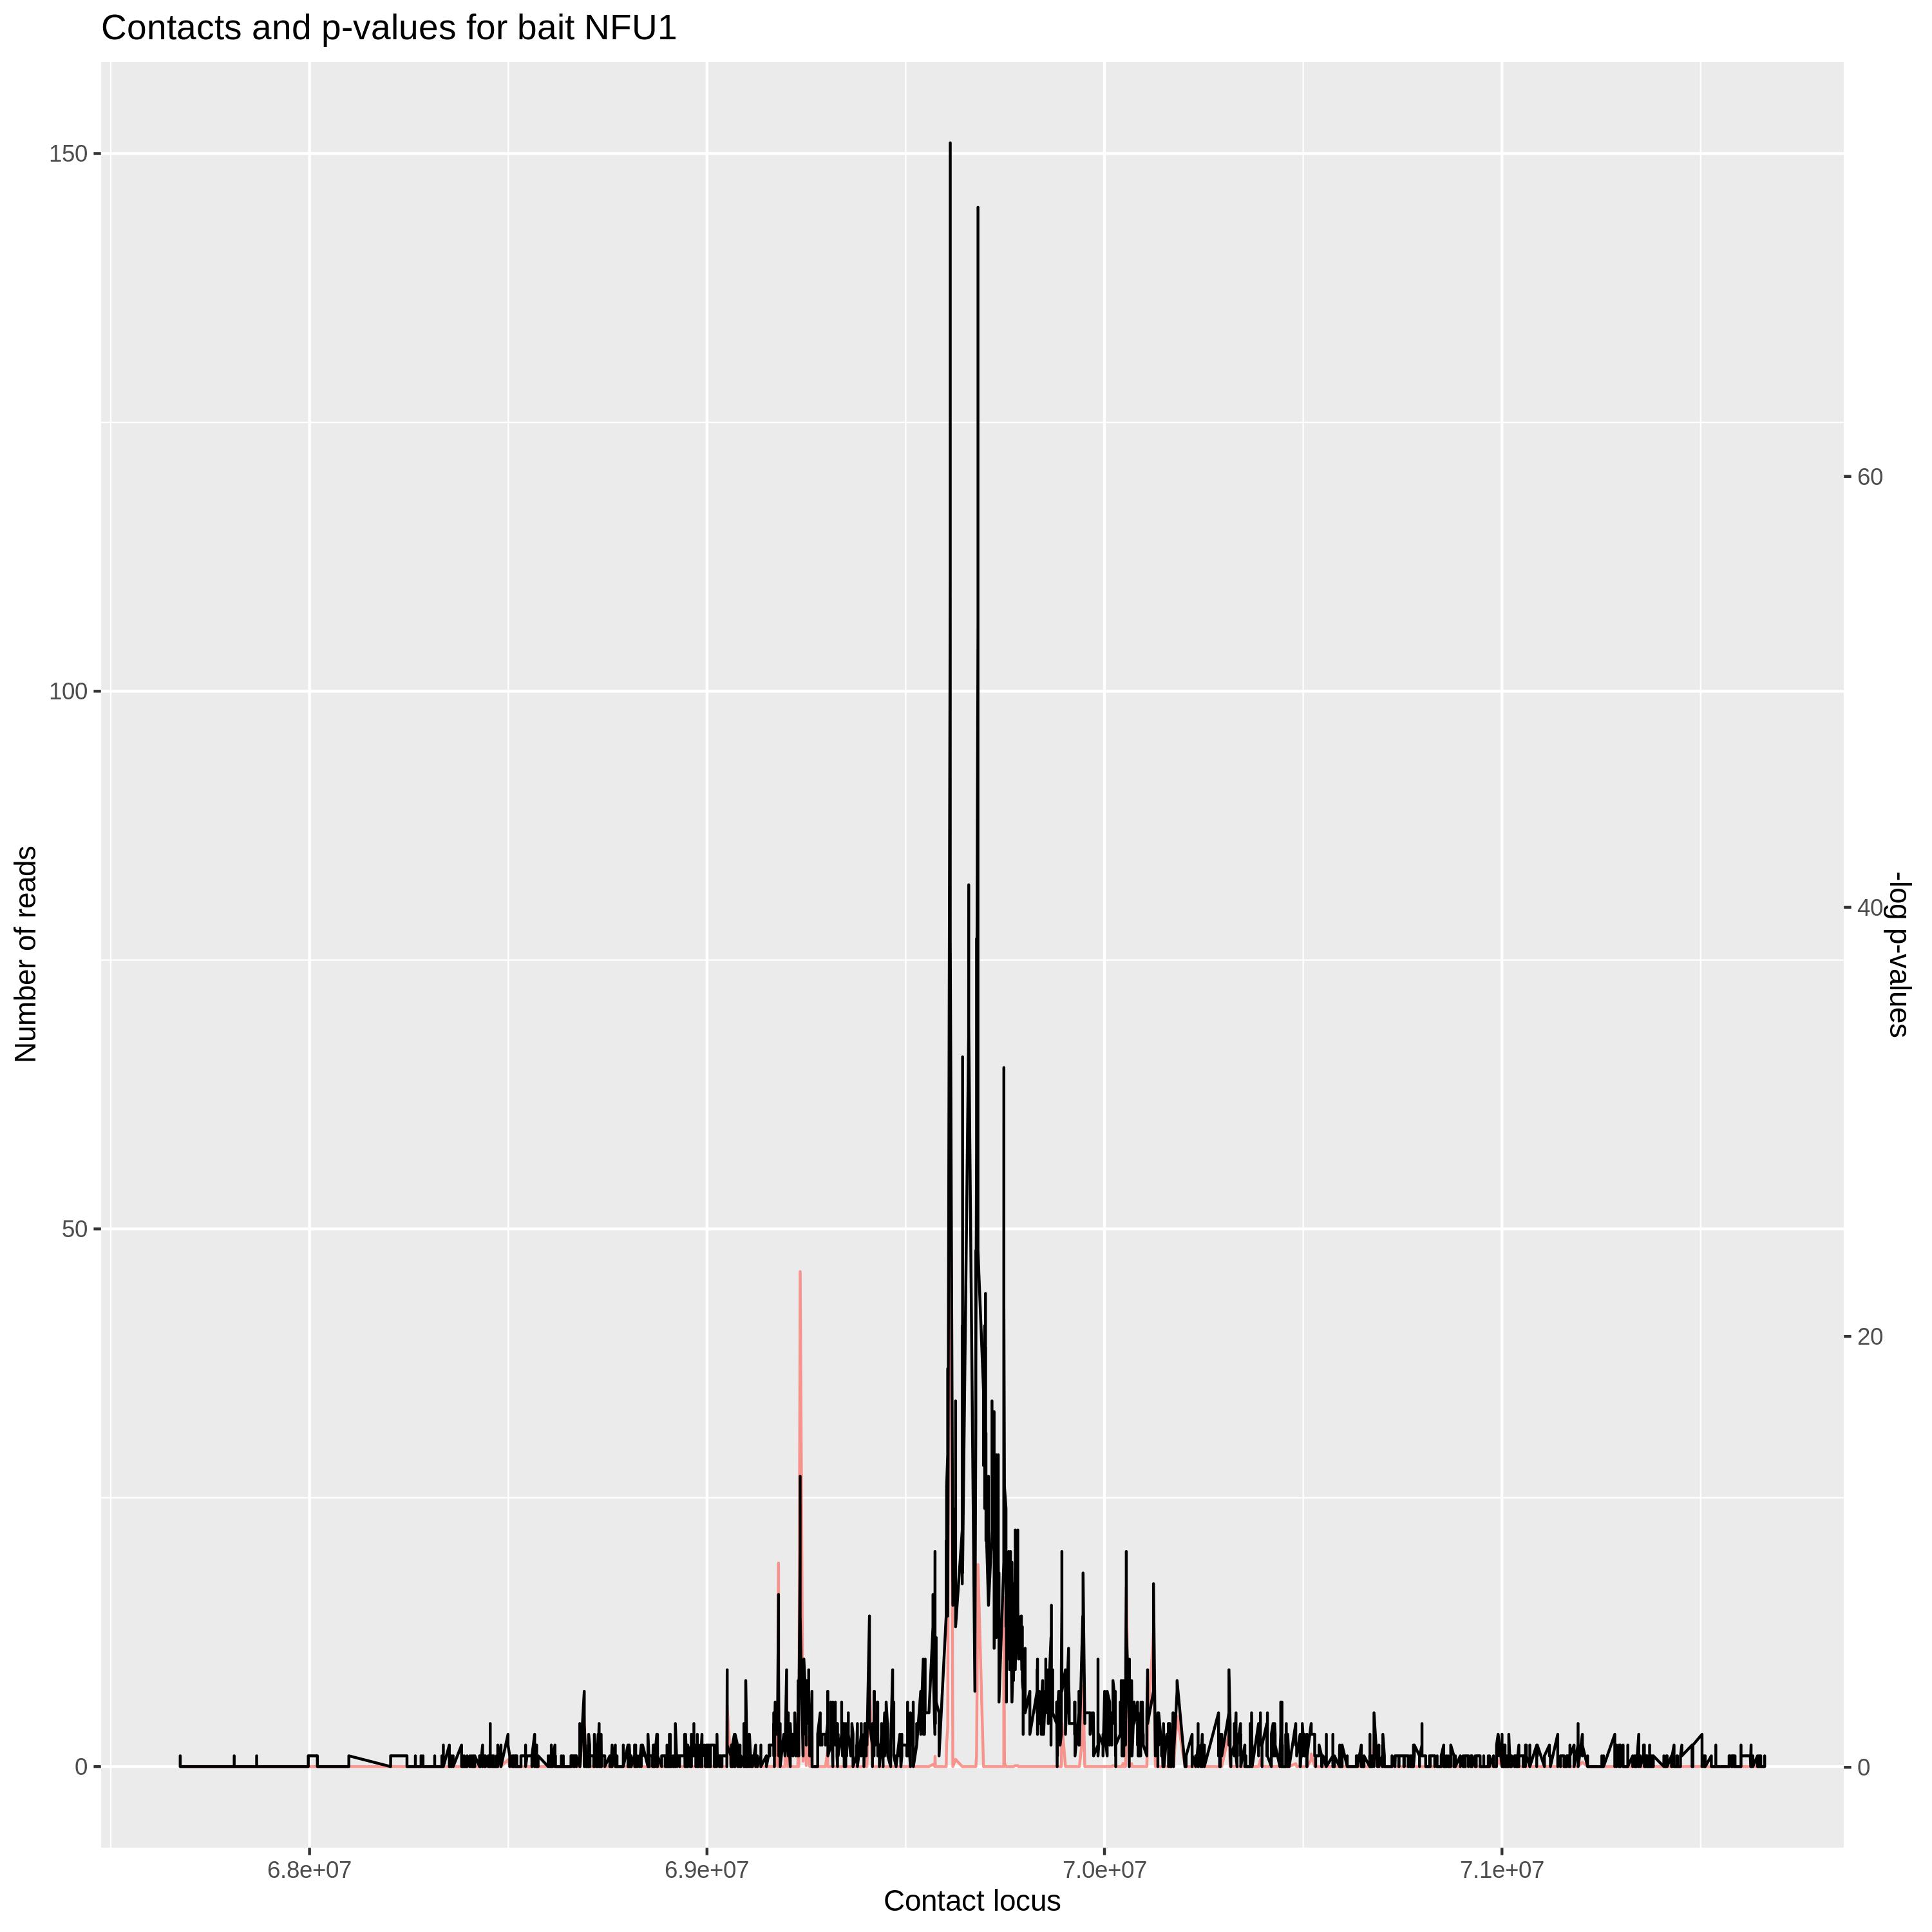 Contacts and p-values for bait NFU1
150
100
50
0
Number of reads
60
40
20
0
-log p-values
6.8e+07
6.9e+07
7.0e+07
7.1e+07
Contact locus